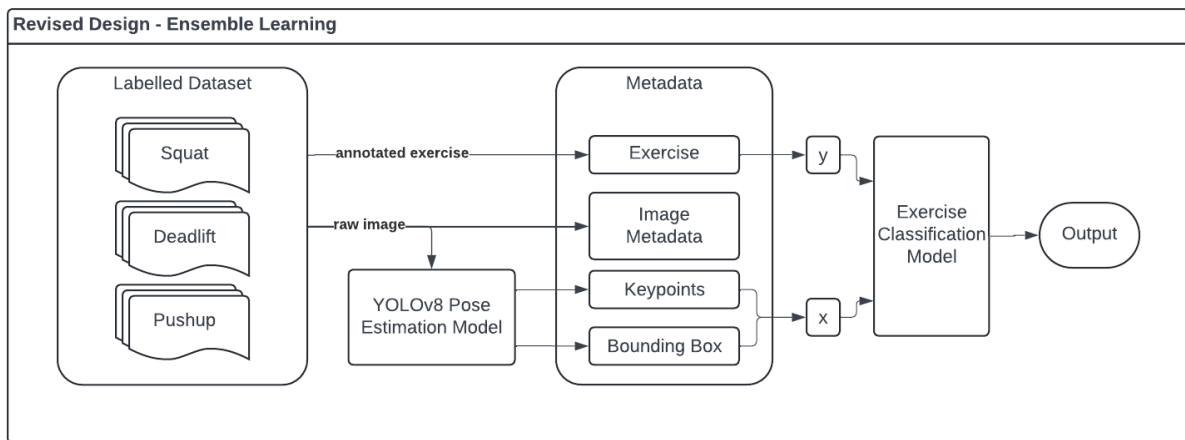 Revised Design - Ensemble Learning
Labelled Dataset
Squat
Deadlift
Pushup
annotated exercise
raw image
YOLOv8 Pose
Estimation Model
Metadata
Exercise
Image
Metadata
Keypoints
Bounding Box
y
x
Exercise
Classification
Model
Output